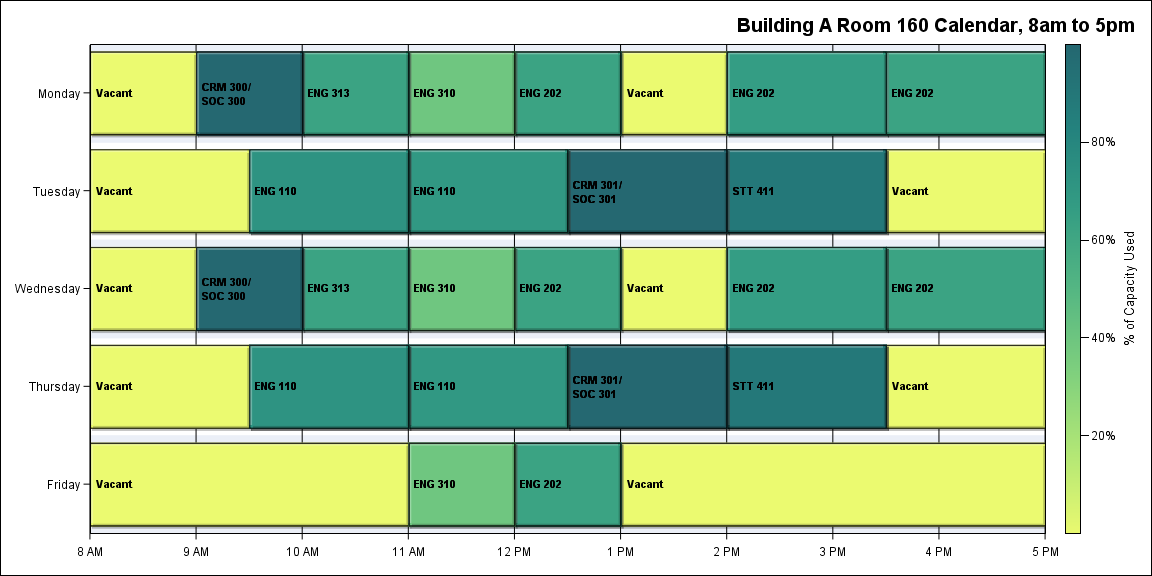 Building A Room 160 Calendar, 8am to 5pm
Monday
Vacant
CRM 300/
SOC 300
ENG 313
ENG 310
ENG 202
Vacant
ENG 202
ENG 202
Tuesday
Vacant
ENG 110
ENG 110
CRM 301/
SOC 301
STT 411
Vacant
Wednesday
Vacant
CRM 300/
SOC 300
ENG 313
ENG 310
ENG 202
Vacant
ENG 202
ENG 202
Thursday
Vacant
ENG 110
ENG 110
CRM 301/
SOC 301
STT 411
Vacant
Friday
Vacant
ENG 310
ENG 202
Vacant
8 AM
9 AM
10 AM
11 AM
12 PM
1 PM
2 PM
3 PM
4 PM
5 PM
80%
60%
40%
20%
% of Capacity Used